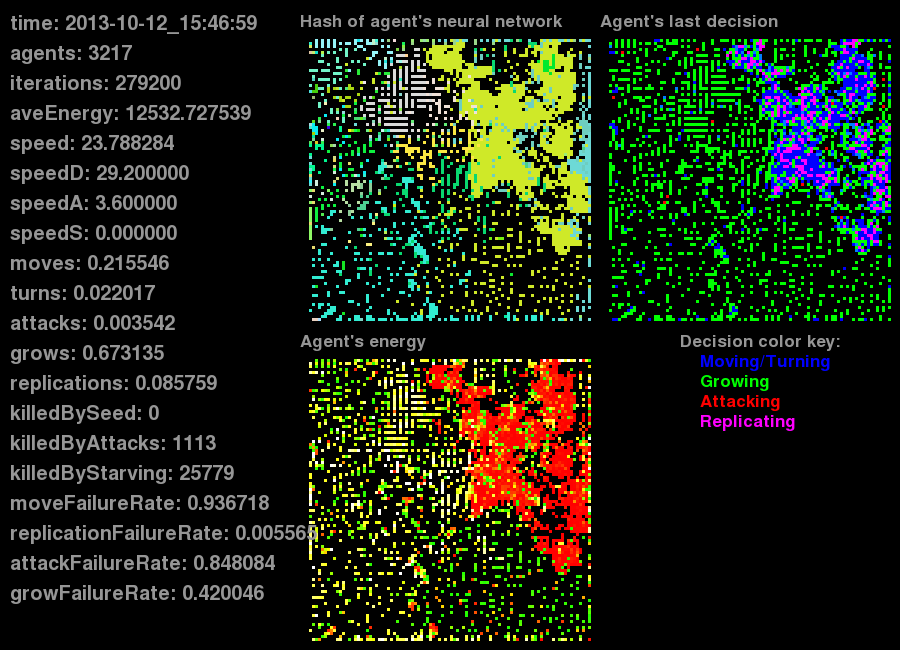 time: 2013-10-12_15:46:59
agents: 3217
iterations: 279200
aveEnergy: 12532.727539
speed: 23.788284
speedD: 29.200000
speedA: 3.600000
speedS: 0.000000
moves: 0.215546
turns: 0.022017
attacks: 0.003542
grows: 0.673135
replications: 0.085759
killedBySeed: 0
killedByAttacks: 1113
killedByStarving: 25779
moveFailureRate: 0.936718
replicationFailureRate: 0.005565
attackFailureRate: 0.848084
growFailureRate: 0.420046
Hash of agent's neural network
Agent's last decision
Agent's energy
Decision color key:
Moving/Turning
Growing
Attacking
Replicating